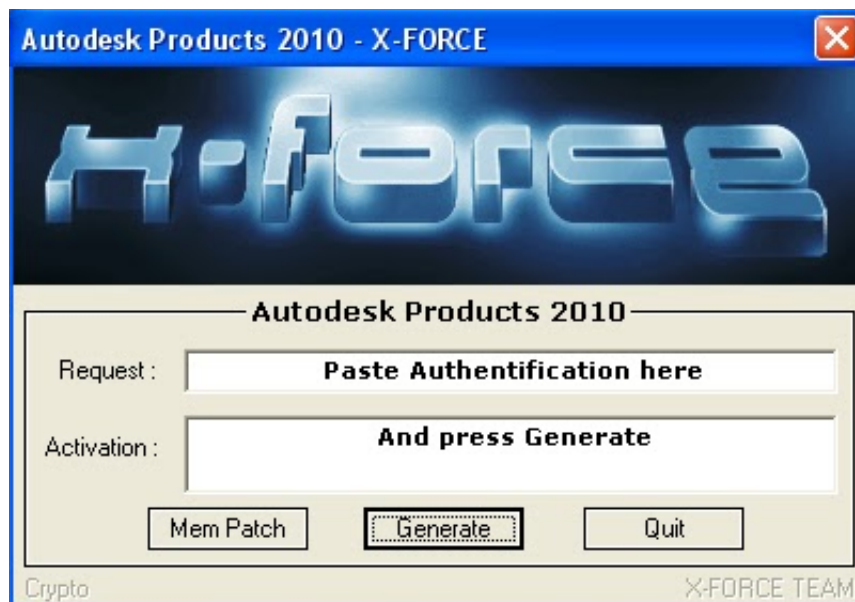 Autodesk Products 2010 - X-FORCE
x-force
Autodesk Products 2010
Request :
Paste Authentification here
Activation :
And press Generate
Mem Patch
Generate
Quit
Crypto
X-FORCE TEAM